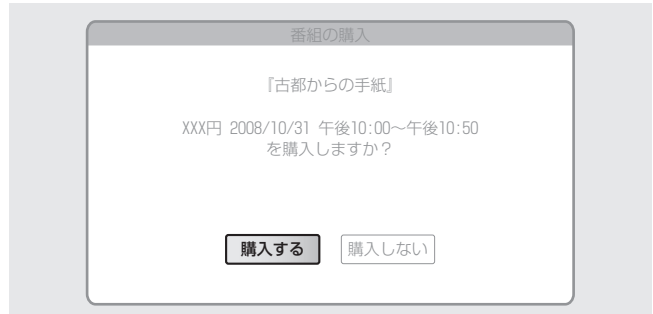 番組の購入
『古都からの手紙』
XXX円 2008/10/31 午後10:00～午後10:50
を購入しますか？
購入する 購入しない